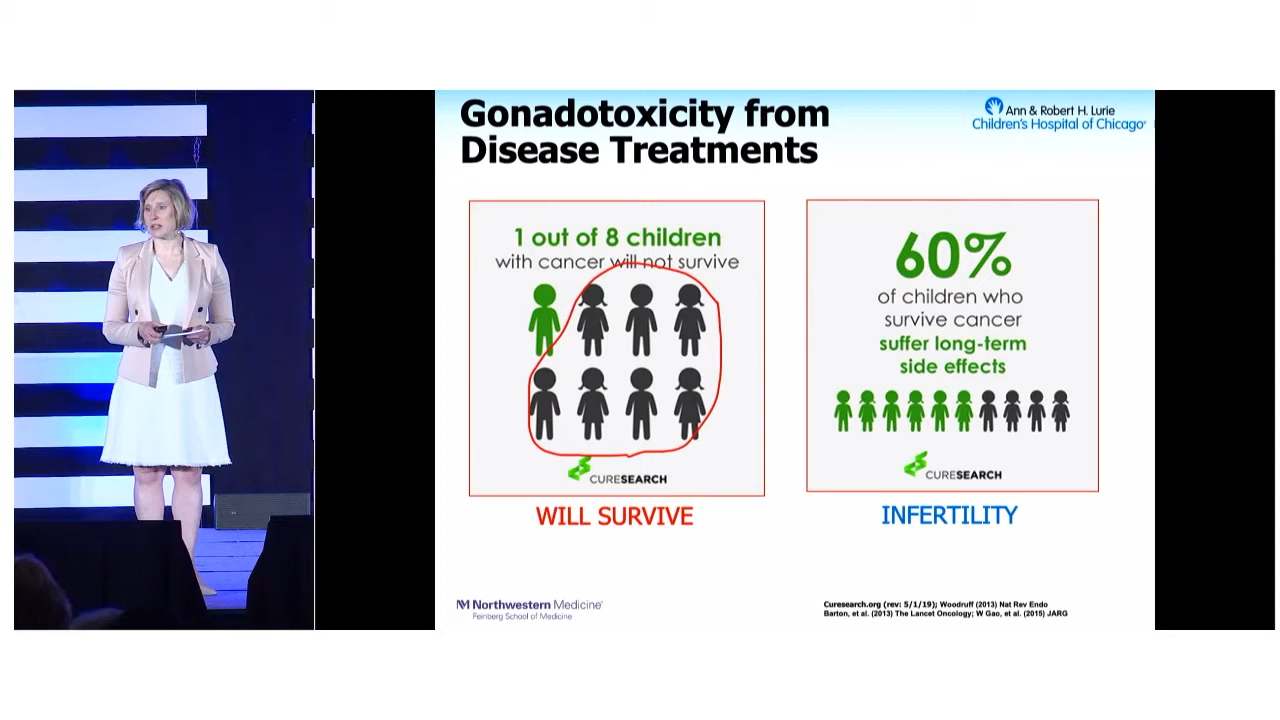 Gonadotoxicity from
Disease Treatments
Ann & Robert H. Lurie
Children's Hospital of Chicago®
1 out of 8 children
with cancer will not survive
CURESEARCH
WILL SURVIVE
60%
of children who
survive cancer
suffer long-term
side effects
CURESEARCH
INFERTILITY
Northwestern Medicine®
Feinberg School of Medicine
Curesearch.org (rev: 5/1/19); Woodruff (2013) Nat Rev Endo
Barton, et al. (2013) The Lancet Oncology; W Gao, et al. (2015) JARG